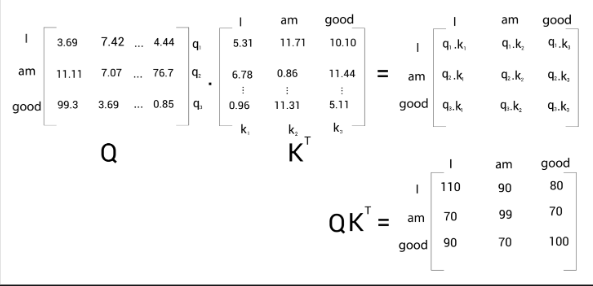 I am good I am good
I 3.69 7.42 ... 4.44 q₁ 5.31 11.71 10.10 I q₁.k₁ q₁.k₂ q₁.k₃
am 11.11 7.07 ... 76.7 q₂ . 6.78 0.86 11.44 = am q₂.k₁ q₂.k₂ q₂.k₃
⋮ ⋮ ⋮
good 99.3 3.69 ... 0.85 q₃ 0.96 11.31 5.11 good q₃.k₁ q₃.k₂ q₃.k₃
k₁ k₂ k₃
Q Kᵀ
I am good
I 110 90 80
QKᵀ = am 70 99 70
good 90 70 100